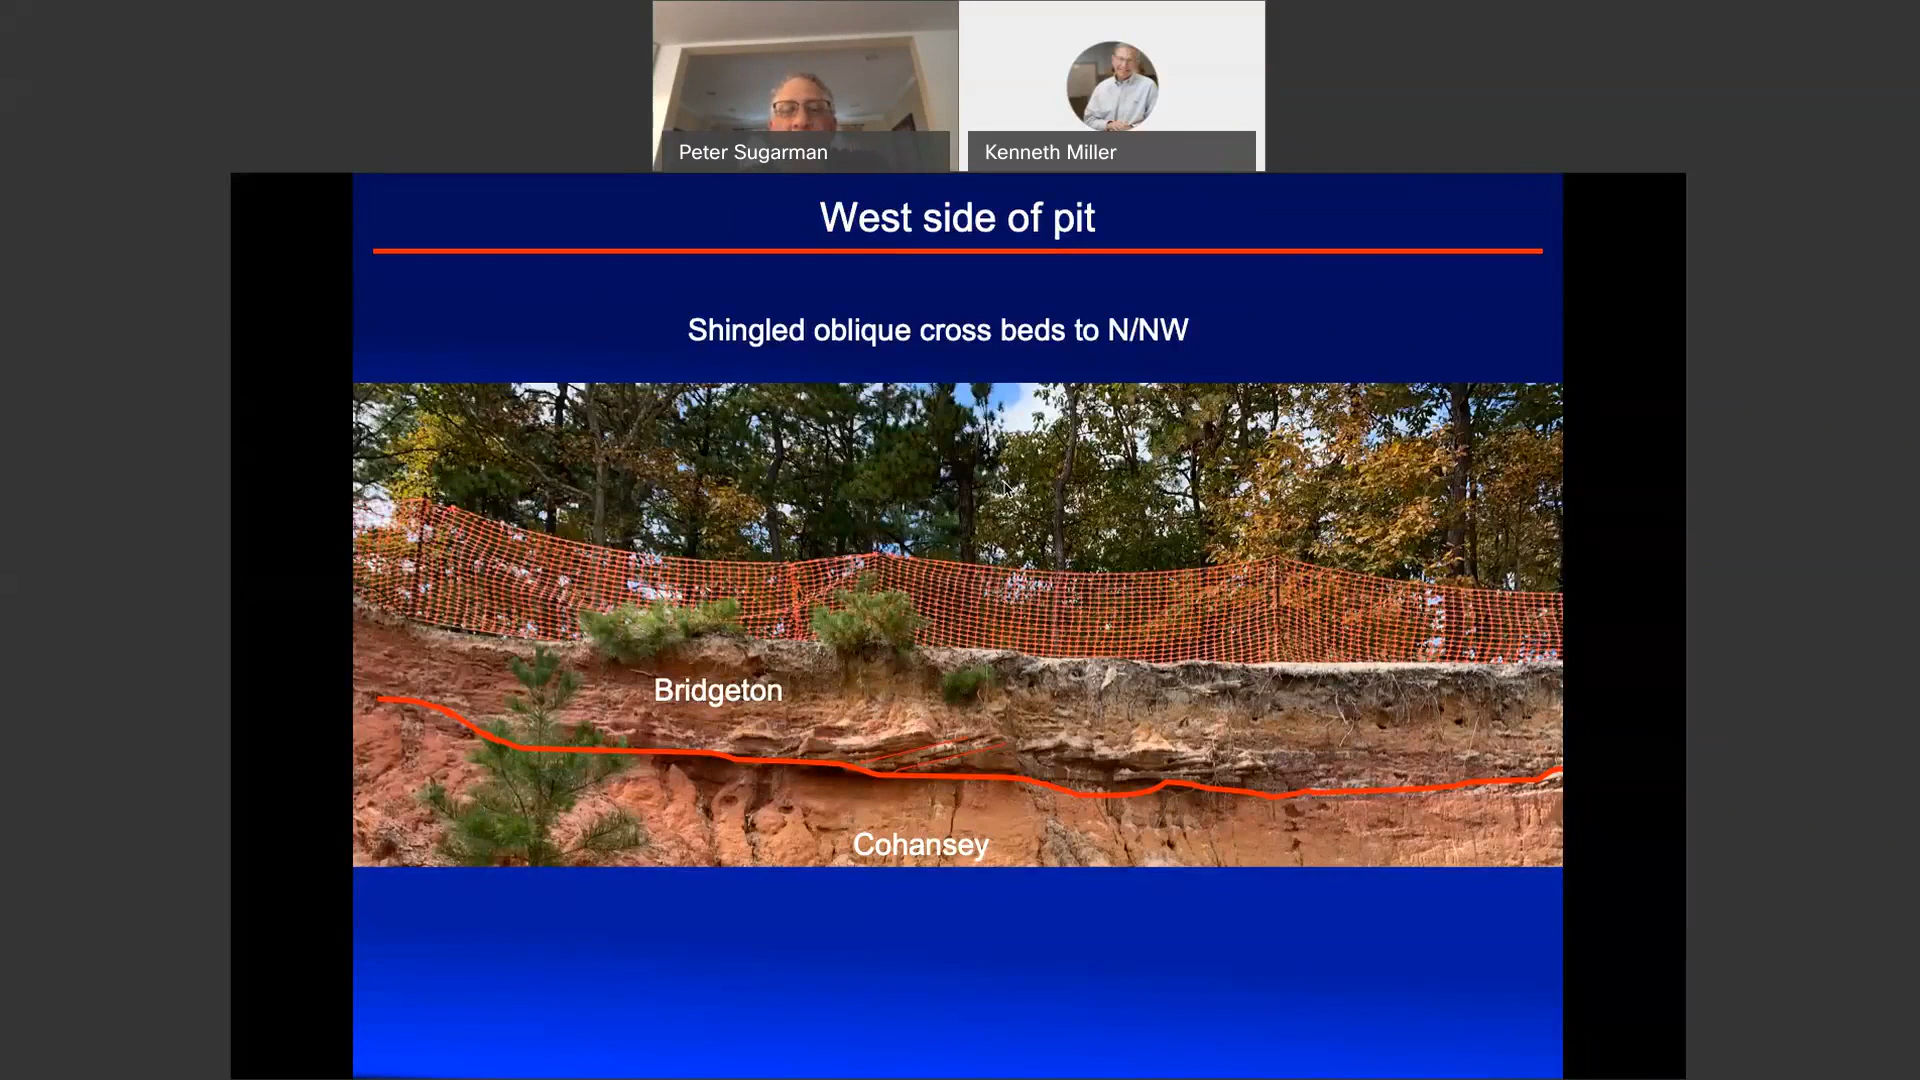 Peter Sugarman
Kenneth Miller
West side of pit
Shingled oblique cross beds to N/NW
Bridgeton
Cohansey